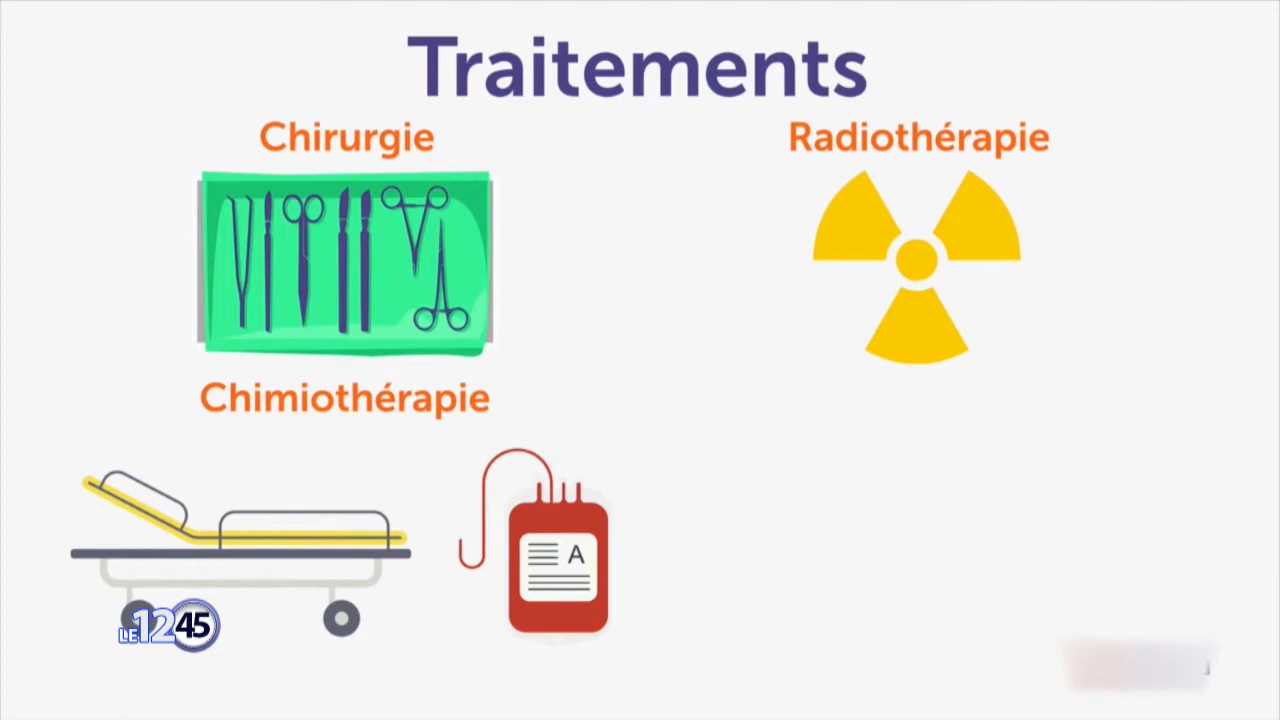 Traitements
Chirurgie
Radiothérapie
Chimiothérapie
A
LE 12 45